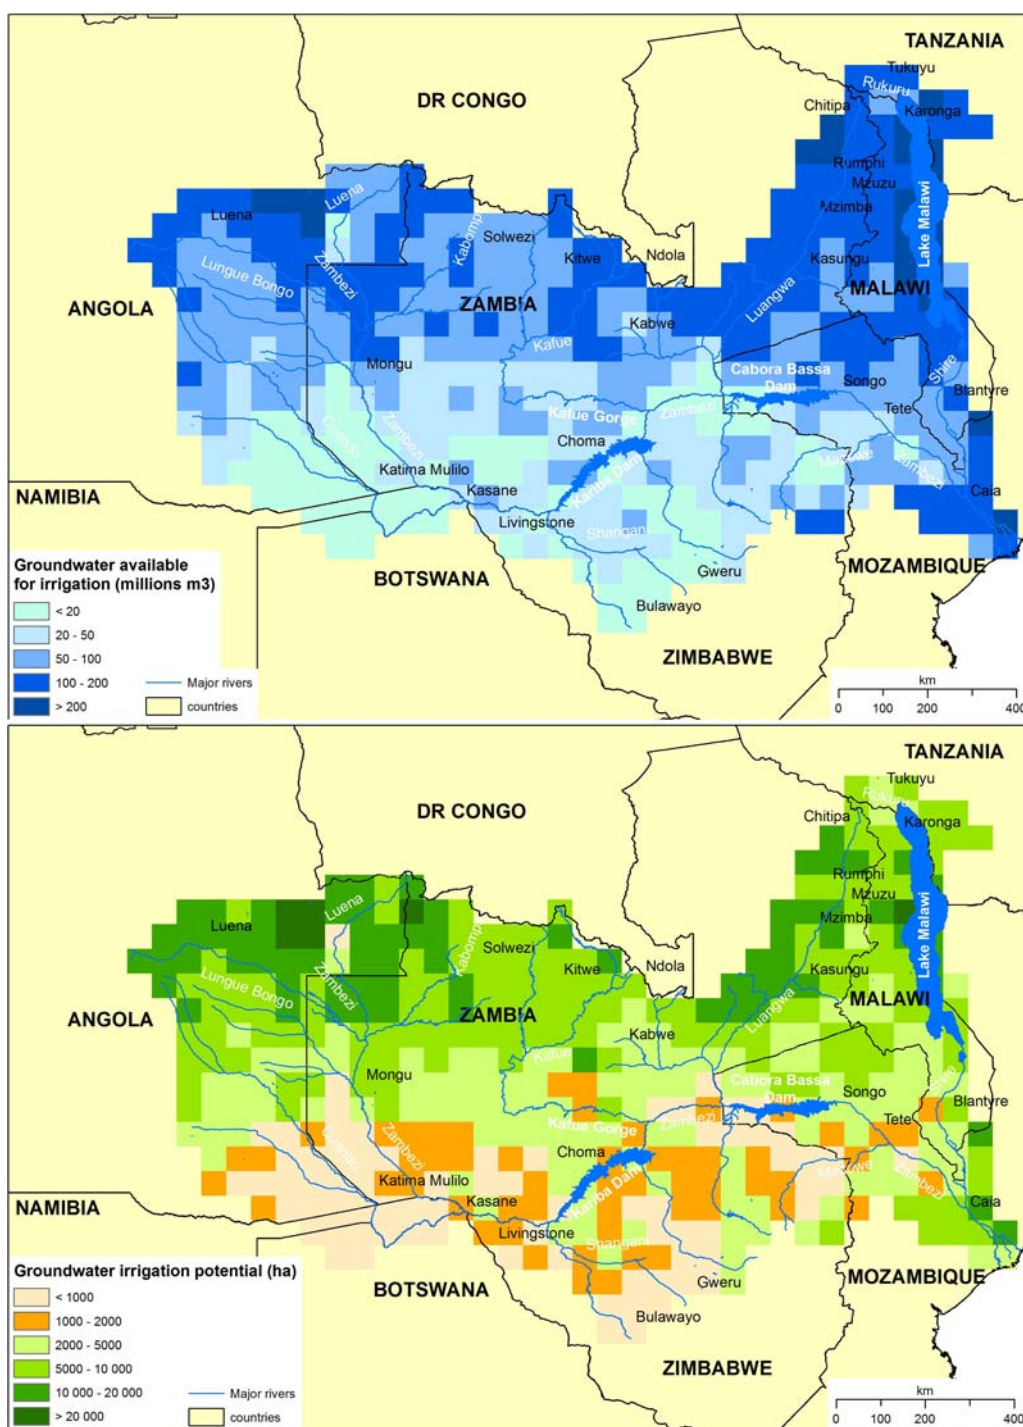 TANZANIA
Tukuyu
Rukuru
DR CONGO
Chitipa
Karonga
Rumphi
Mzuzu
Luena
Mzimba
Luena
Kabompo
Solwezi
Lake Malawi
Kitwe
Ndola
Kasungu
Lungue Bongo
Zambezi
Luangwa
MALAWI
ANGOLA
ZAMBIA
Kabwe
Kafue
Mongu
Cabora Bassa
Dam
Songo
Shire
Blantyre
Kafue Gorge
Zambezi
Tete
Zambezi
Choma
Cuando
Mazowe
Zambezi
Katima Mulilo
Kariba Dam
NAMIBIA
Kasane
Caia
Livingstone
Shangani
Groundwater available
for irrigation (millions m3)
BOTSWANA
Gweru
MOZAMBIQUE
< 20
Bulawayo
20 - 50
50 - 100
ZIMBABWE
100 - 200
Major rivers
km
> 200
countries
0 100 200 400
TANZANIA
Tukuyu
Rukuru
DR CONGO
Chitipa
Karonga
Rumphi
Mzuzu
Luena
Mzimba
Luena
Kabompo
Solwezi
Lake Malawi
Kitwe
Ndola
Kasungu
Lungue Bongo
Zambezi
Luangwa
MALAWI
ANGOLA
ZAMBIA
Kabwe
Kafue
Mongu
Cabora Bassa
Dam
Songo
Shire
Blantyre
Kafue Gorge
Zambezi
Tete
Zambezi
Choma
Cuando
Mazowe
Zambezi
Katima Mulilo
Kariba Dam
NAMIBIA
Kasane
Caia
Livingstone
Shangani
Groundwater irrigation potential (ha)
BOTSWANA
Gweru
MOZAMBIQUE
< 1000
1000 - 2000
Bulawayo
2000 - 5000
5000 - 10 000
ZIMBABWE
10 000 - 20 000
Major rivers
km
> 20 000
countries
0 100 200 400